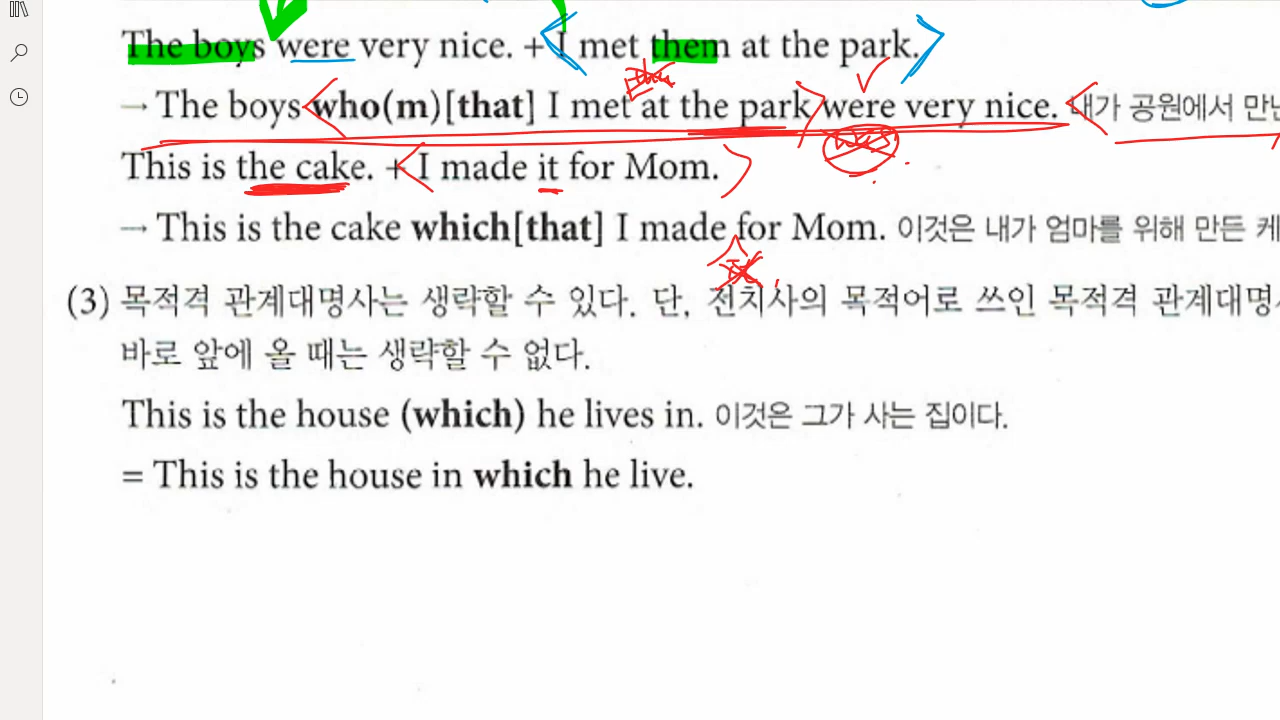 The boys were very nice. + I met them at the park.
→ The boys who(m)[that] I met at the park were very nice. 내가 공원에서 만난
This is the cake. + I made it for Mom.
→ This is the cake which[that] I made for Mom. 이것은 내가 엄마를 위해 만든 케
(3) 목적격 관계대명사는 생략할 수 있다. 단, 전치사의 목적어로 쓰인 목적격 관계대명
바로 앞에 올 때는 생략할 수 없다.
This is the house (which) he lives in. 이것은 그가 사는 집이다.
= This is the house in which he live.